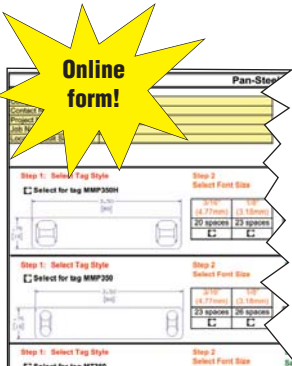 Online
form!
Pan-Steel
Contact
Project
Job N
Step 1: Select Tag Style
Step 2
Select Font Size
Select for tag MMP350H
3/16"
(4.77mm)
1/8"
(3.18mm)
20 spaces
23 spaces
Step 1: Select Tag Style
Step 2
Select Font Size
Select for tag MMP350
3/16"
(4.77mm)
1/8"
(3.18mm)
23 spaces
26 spaces
Step 1: Select Tag Style
Step 2
Select Font Size